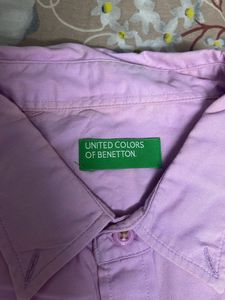 UNITED COLORS
OF BENETTON.